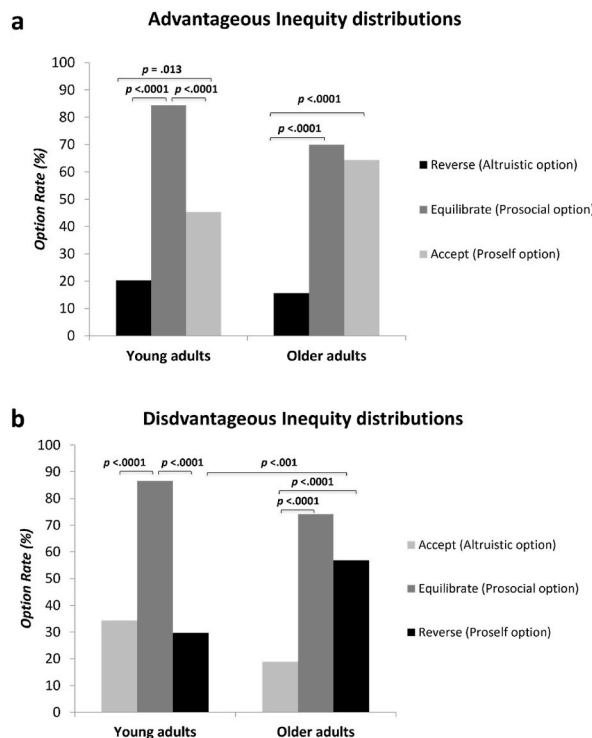 a
Advantageous Inequity distributions
p = .013
p <.0001
p <.0001
p <.0001
p <.0001
Option Rate (%)
100
90
80
70
60
50
40
30
20
10
0
Young adults
Older adults
Reverse (Altruistic option)
Equilibrate (Prosocial option)
Accept (Proself option)
b
Disdvantageous Inequity distributions
p <.0001
p <.0001
p <.001
p <.0001
p <.0001
Option Rate (%)
100
90
80
70
60
50
40
30
20
10
0
Young adults
Older adults
Accept (Altruistic option)
Equilibrate (Prosocial option)
Reverse (Proself option)